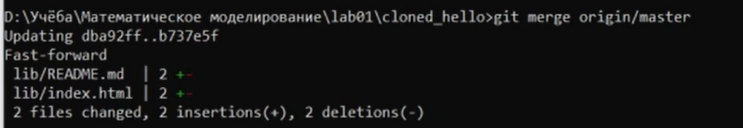 D:\Учёба\Математическое моделирование\lab01\cloned_hello>git merge origin/master
Updating dba92ff..b737e5f
Fast-forward
 lib/README.md  | 2 +-
 lib/index.html | 2 +-
 2 files changed, 2 insertions(+), 2 deletions(-)